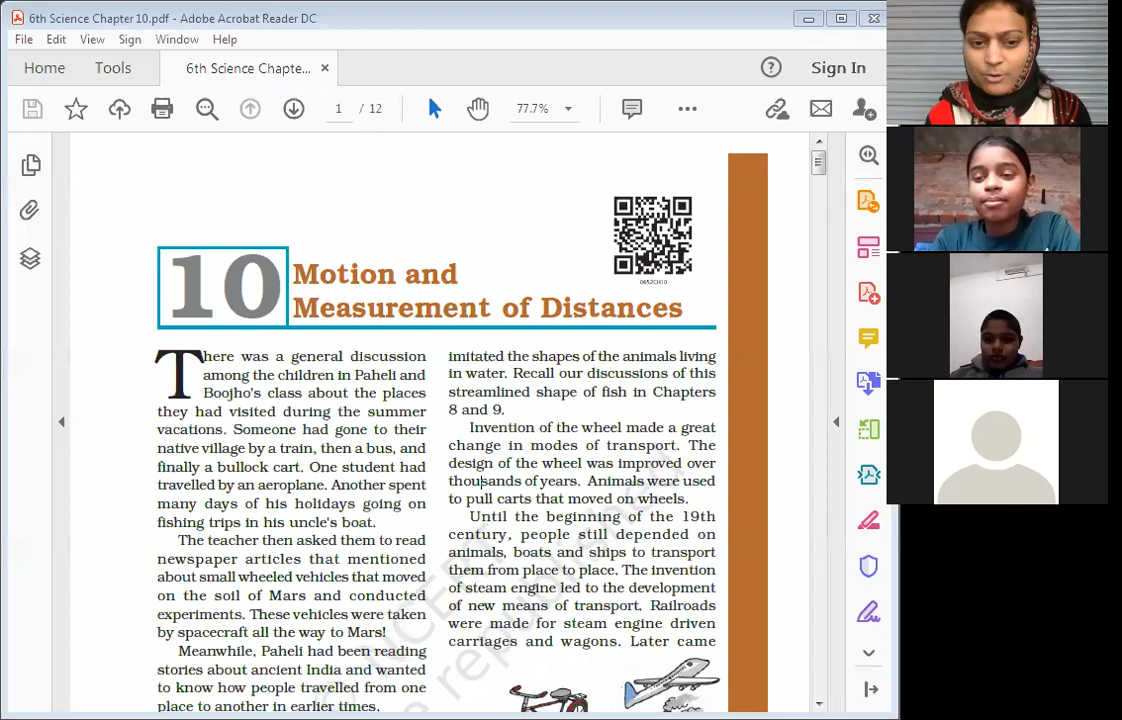 6th Science Chapter 10.pdf - Adobe Acrobat Reader DC
File Edit View Sign Window Help
Home Tools 6th Science Chapte... Sign In
1 / 12 77.7%
0652CH10
10 Motion and
Measurement of Distances
There was a general discussion
among the children in Paheli and
Boojho's class about the places
they had visited during the summer
vacations. Someone had gone to their
native village by a train, then a bus, and
finally a bullock cart. One student had
travelled by an aeroplane. Another spent
many days of his holidays going on
fishing trips in his uncle's boat.
The teacher then asked them to read
newspaper articles that mentioned
about small wheeled vehicles that moved
on the soil of Mars and conducted
experiments. These vehicles were taken
by spacecraft all the way to Mars!
Meanwhile, Paheli had been reading
stories about ancient India and wanted
to know how people travelled from one
place to another in earlier times.
imitated the shapes of the animals living
in water. Recall our discussions of this
streamlined shape of fish in Chapters
8 and 9.
Invention of the wheel made a great
change in modes of transport. The
design of the wheel was improved over
thousands of years. Animals were used
to pull carts that moved on wheels.
Until the beginning of the 19th
century, people still depended on
animals, boats and ships to transport
them from place to place. The invention
of steam engine led to the development
of new means of transport. Railroads
were made for steam engine driven
carriages and wagons. Later came
NCERT
republished